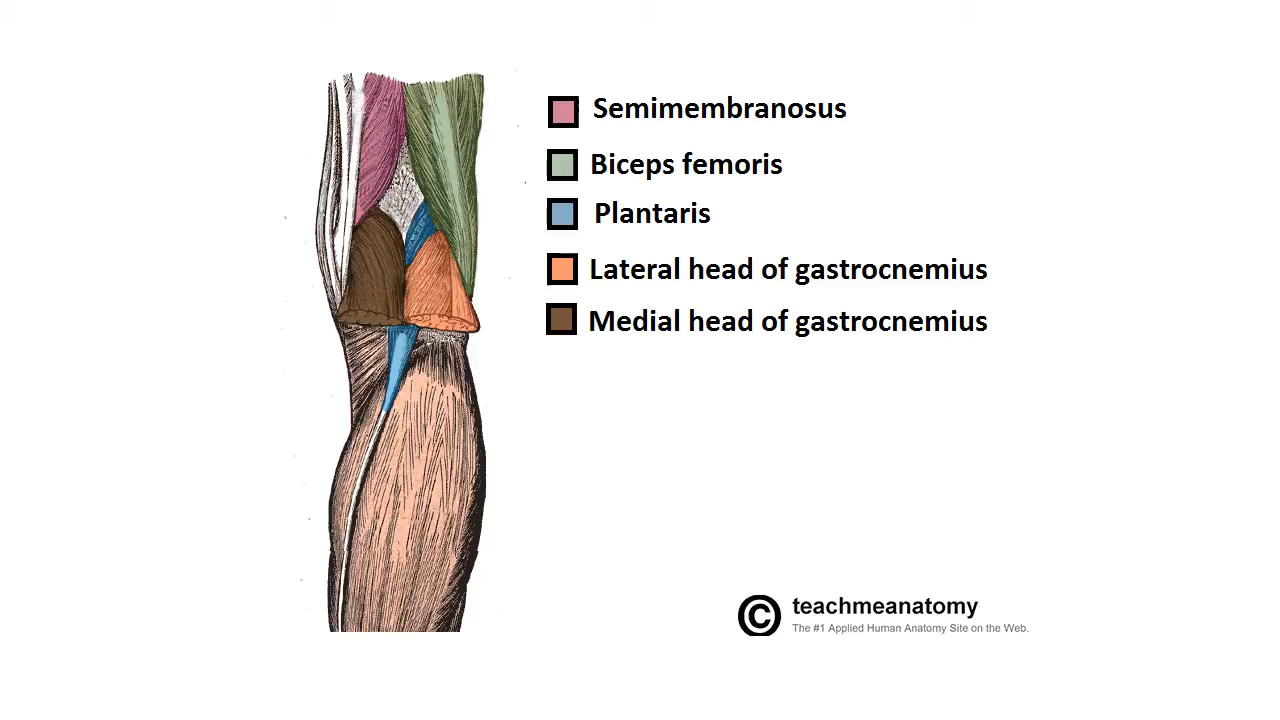 Semimembranosus
Biceps femoris
Plantaris
Lateral head of gastrocnemius
Medial head of gastrocnemius
© teachmeanatomy
The #1 Applied Human Anatomy Site on the Web.